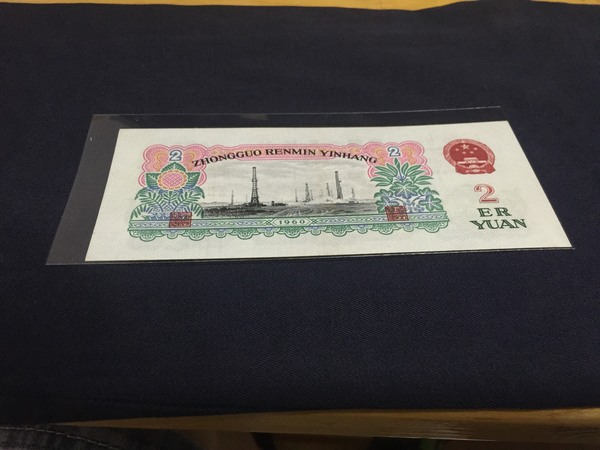 2
ZHONGGUO RENMIN YINHANG
2
1960
2
ER
YUAN